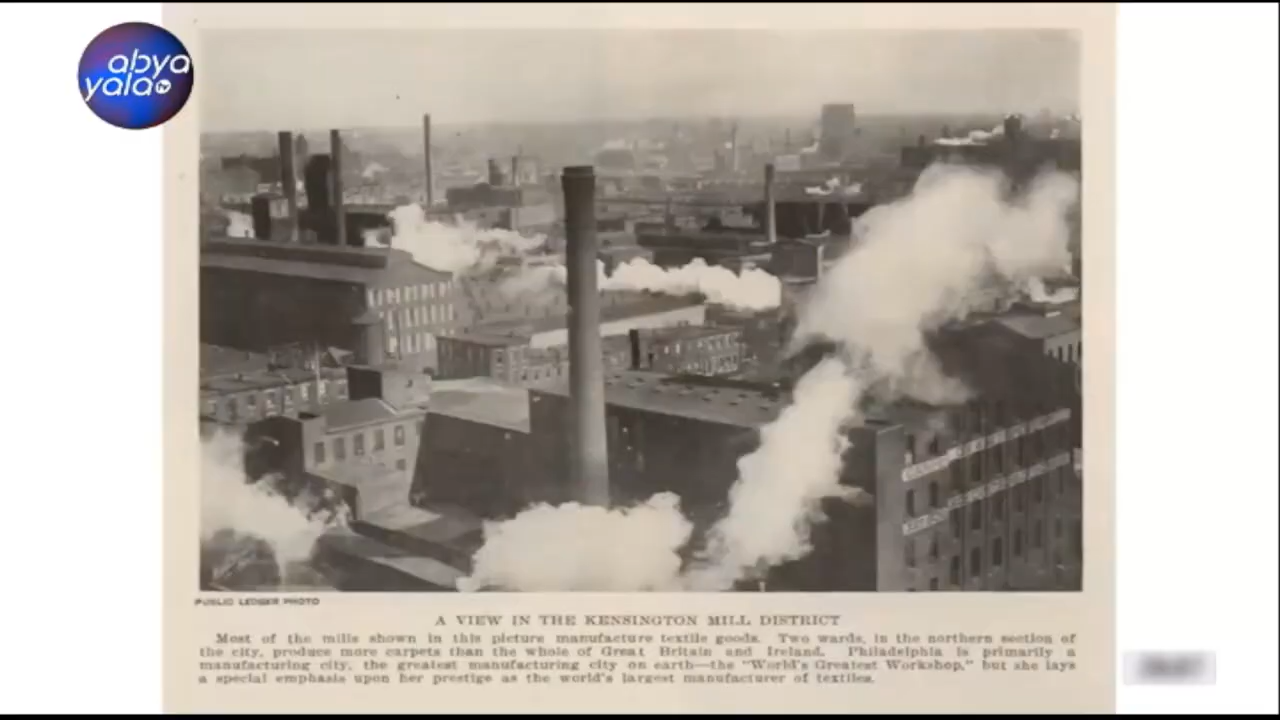 abya
yala tv
PUBLIC LEDGER PHOTO
A VIEW IN THE KENSINGTON MILL DISTRICT
Most of the mills shown in this picture manufacture textile goods. Two wards, in the northern section of
the city, produce more carpets than the whole of Great Britain and Ireland. Philadelphia is primarily a
manufacturing city, the greatest manufacturing city on earth—the "World's Greatest Workshop," but she lays
a special emphasis upon her prestige as the world's largest manufacturer of textiles.